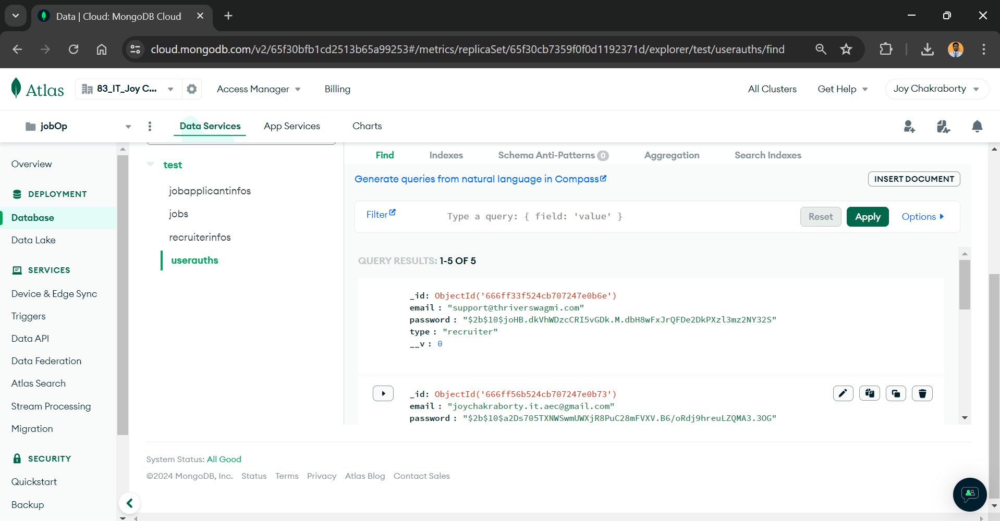 Data | Cloud: MongoDB Cloud
cloud.mongodb.com/v2/65f30bfb1cd2513b65a99253#/metrics/replicaSet/65f30cb7359f0f0d1192371d/explorer/test/userauths/find
Atlas
83_IT_Joy C...
Access Manager
Billing
All Clusters
Get Help
Joy Chakraborty
jobOp
Data Services
App Services
Charts
Overview
DEPLOYMENT
Database
Data Lake
SERVICES
Device & Edge Sync
Triggers
Data API
Data Federation
Atlas Search
Stream Processing
Migration
SECURITY
Quickstart
Backup
test
jobapplicantinfos
jobs
recruiterinfos
userauths
Find
Indexes
Schema Anti-Patterns 0
Aggregation
Search Indexes
Generate queries from natural language in Compass
INSERT DOCUMENT
Filter
Type a query: { field: 'value' }
Reset
Apply
Options
QUERY RESULTS: 1-5 OF 5
_id: ObjectId('666ff33f524cb707247e0b6e')
email : "support@thriverswagmi.com"
password : "$2b$10$joHB.dkVhWDzcCRI5vGDk.M.dbH8wFxJrQFDe2DkPXzl3mz2NY32S"
type : "recruiter"
__v : 0
_id: ObjectId('666ff56b524cb707247e0b73')
email : "joychakraborty.it.aec@gmail.com"
password : "$2b$10$a2Ds705TXNWSwmUWXjR8PuC28mFVXV.B6/oRdj9hreuLZQMA3.3OG"
System Status: All Good
©2024 MongoDB, Inc.
Status
Terms
Privacy
Atlas Blog
Contact Sales